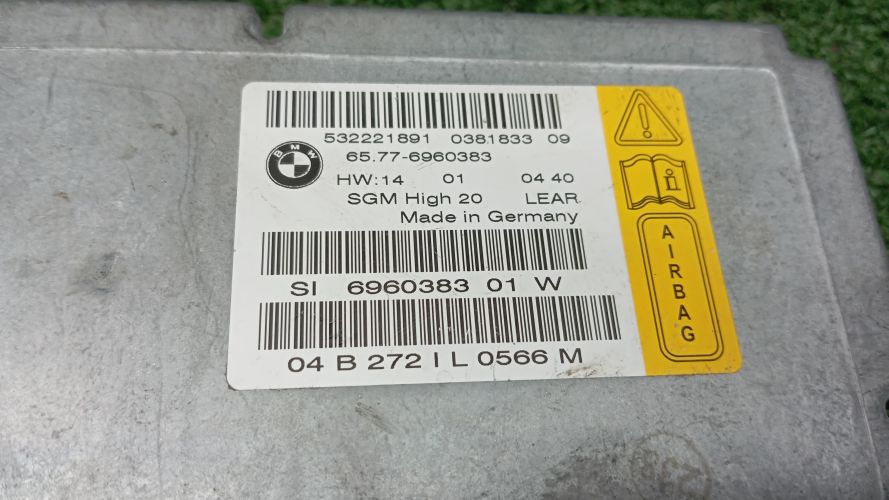 532221891 0381833 09
65.77-6960383
BMW
HW:14 01 04 40
SGM High 20 LEAR
Made in Germany
SI 6960383 01 W
04 B 272 I L 0566 M
AIRBAG